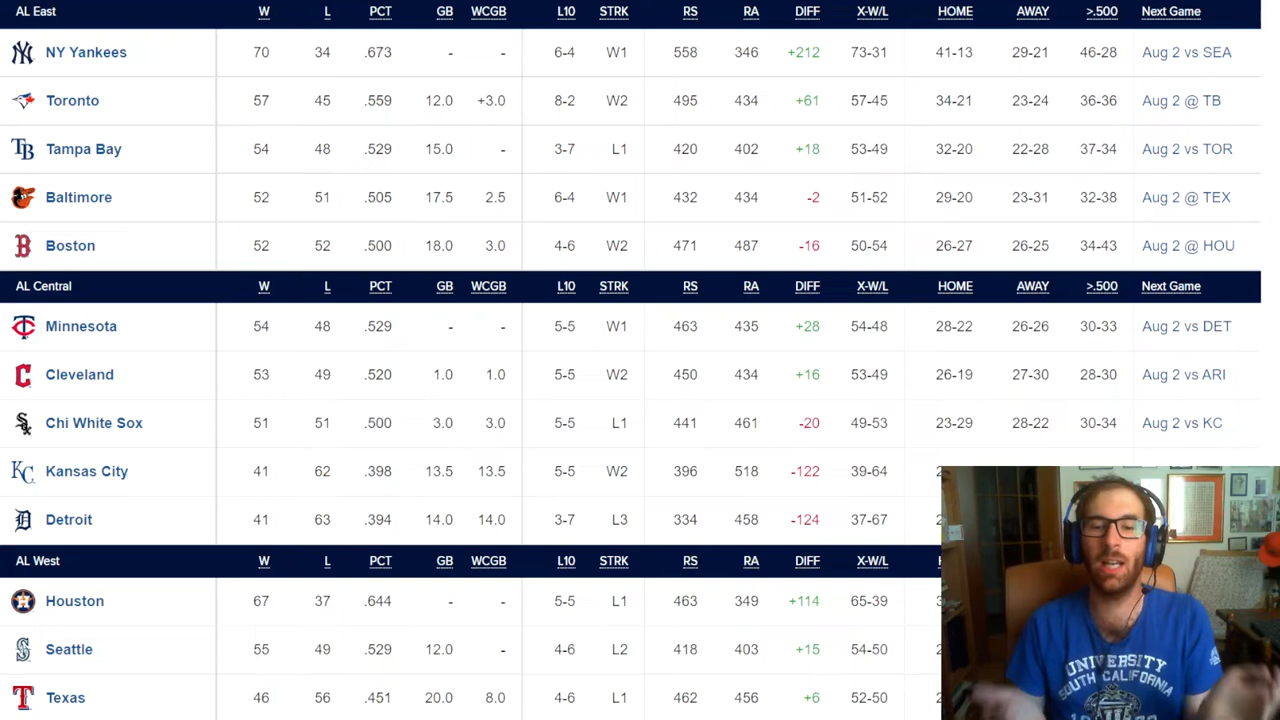 AL East W L PCT GB WCGB L10 STRK RS RA DIFF X-W/L HOME AWAY >.500 Next Game
NY Yankees 70 34 .673 - - 6-4 W1 558 346 +212 73-31 41-13 29-21 46-28 Aug 2 vs SEA
Toronto 57 45 .559 12.0 +3.0 8-2 W2 495 434 +61 57-45 34-21 23-24 36-36 Aug 2 @ TB
TB Tampa Bay 54 48 .529 15.0 - 3-7 L1 420 402 +18 53-49 32-20 22-28 37-34 Aug 2 vs TOR
Baltimore 52 51 .505 17.5 2.5 6-4 W1 432 434 -2 51-52 29-20 23-31 32-38 Aug 2 @ TEX
B Boston 52 52 .500 18.0 3.0 4-6 W2 471 487 -16 50-54 26-27 26-25 34-43 Aug 2 @ HOU
AL Central W L PCT GB WCGB L10 STRK RS RA DIFF X-W/L HOME AWAY >.500 Next Game
Minnesota 54 48 .529 - - 5-5 W1 463 435 +28 54-48 28-22 26-26 30-33 Aug 2 vs DET
C Cleveland 53 49 .520 1.0 1.0 5-5 W2 450 434 +16 53-49 26-19 27-30 28-30 Aug 2 vs ARI
Chi White Sox 51 51 .500 3.0 3.0 5-5 L1 441 461 -20 49-53 23-29 28-22 30-34 Aug 2 vs KC
KC Kansas City 41 62 .398 13.5 13.5 5-5 W2 396 518 -122 39-64
D Detroit 41 63 .394 14.0 14.0 3-7 L3 334 458 -124 37-67
AL West W L PCT GB WCGB L10 STRK RS RA DIFF X-W/L
H Houston 67 37 .644 - - 5-5 L1 463 349 +114 65-39
Seattle 55 49 .529 12.0 - 4-6 L2 418 403 +15 54-50
T Texas 46 56 .451 20.0 8.0 4-6 L1 462 456 +6 52-50
UNIVERSITY
SOUTH CALIFORNIA